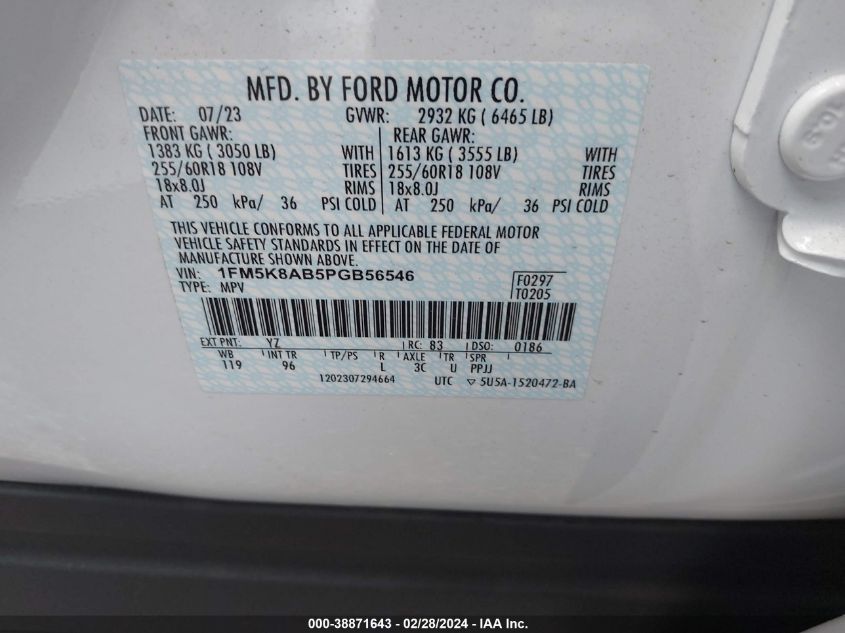 MFD. BY FORD MOTOR CO.
DATE: 07/23 GVWR: 2932 KG ( 6465 LB)
FRONT GAWR: REAR GAWR:
1383 KG ( 3050 LB) WITH 1613 KG ( 3555 LB) WITH
255/60R18 108V TIRES 255/60R18 108V TIRES
18x8.0J RIMS 18x8.0J RIMS
AT 250 kPa/ 36 PSI COLD AT 250 kPa/ 36 PSI COLD
THIS VEHICLE CONFORMS TO ALL APPLICABLE FEDERAL MOTOR
VEHICLE SAFETY STANDARDS IN EFFECT ON THE DATE OF
MANUFACTURE SHOWN ABOVE.
VIN: 1FM5K8AB5PGB56546 F0297
TYPE: MPV T0205
EXT PNT: YZ RC: 83 DSO: 0186
WB INT TR TP/PS R AXLE TR SPR
119 96 L 3C U PPJJ
1202307294664 UTC ▽ 5U5A-1520472-BA
000-38871643 / 02/28/2024 - IAA Inc.